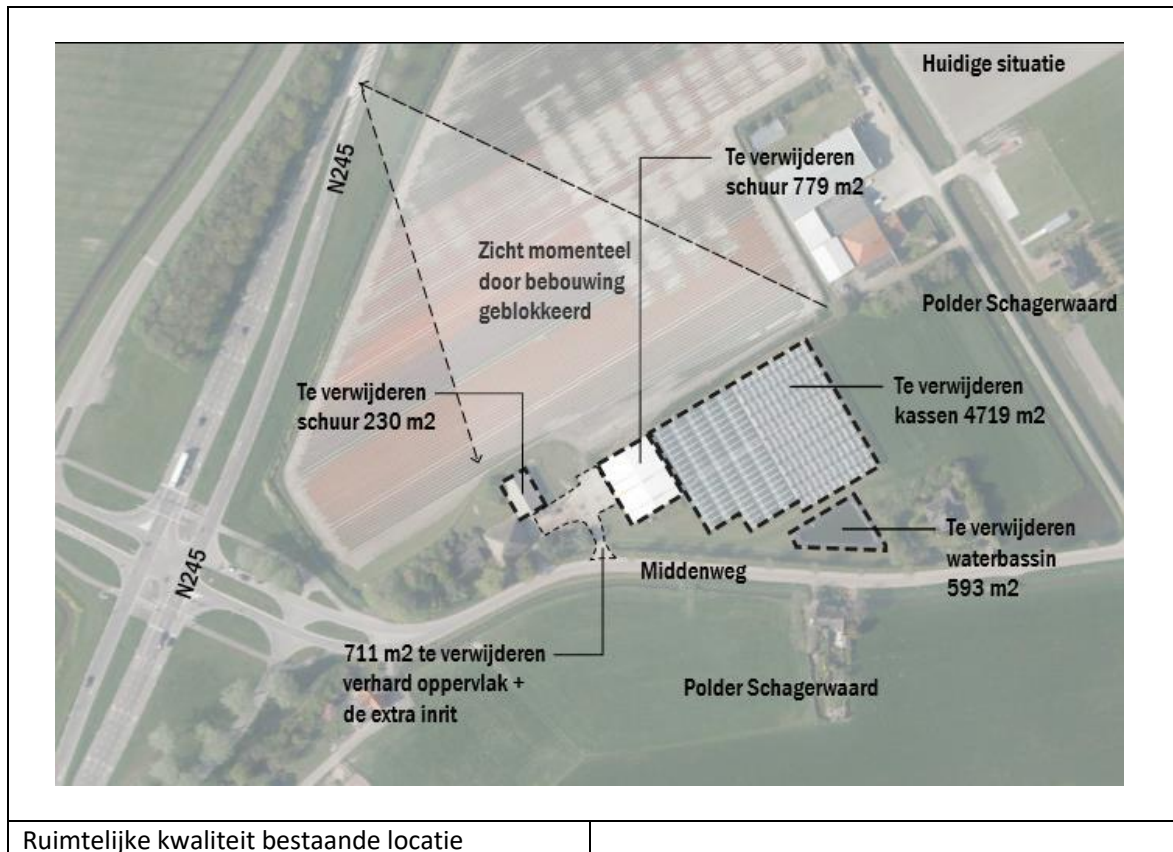 Huidige situatie
N245
Te verwijderen
schuur 779 m2
Zicht momenteel
door bebouwing
geblokkeerd
Polder Schagerwaard
Te verwijderen
schuur 230 m2
Te verwijderen
kassen 4719 m2
N245
Te verwijderen
waterbassin
593 m2
Middenweg
711 m2 te verwijderen
verhard oppervlak +
de extra inrit
Polder Schagerwaard
Ruimtelijke kwaliteit bestaande locatie